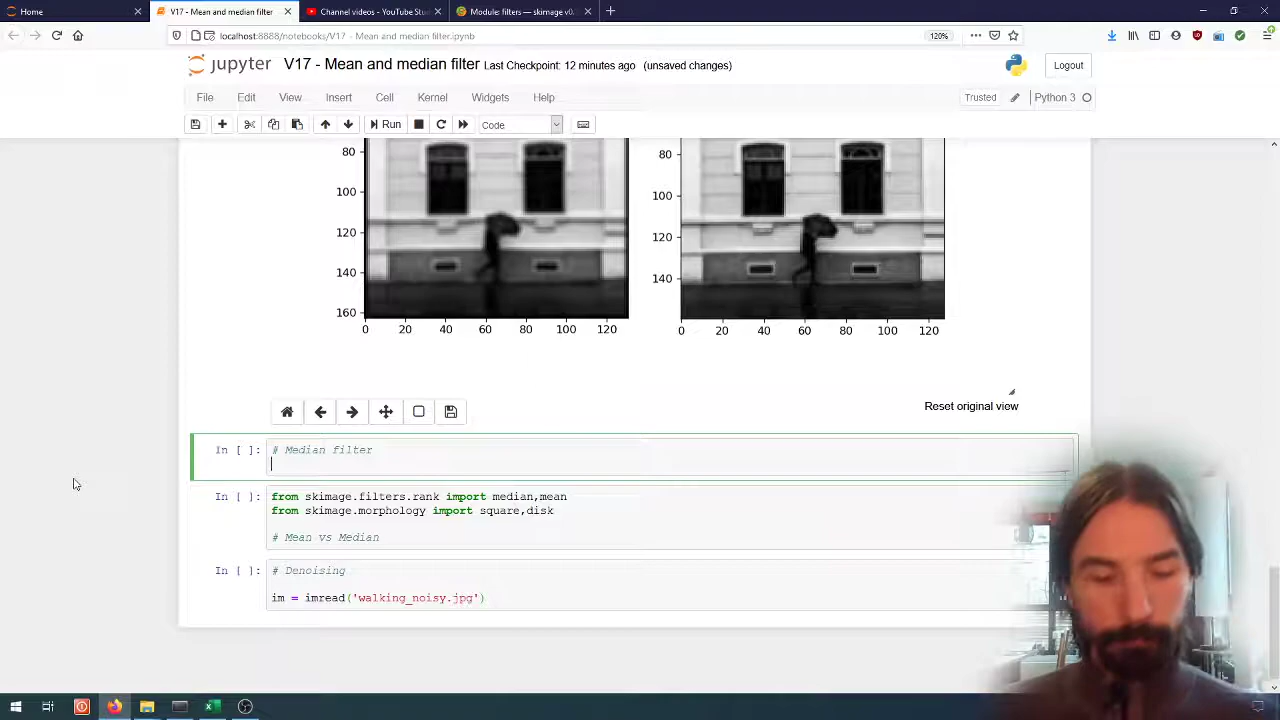 Home
V17 - Mean and median filter
Channel videos - YouTube Stud
Module: filters — skimage v0.
localhost:8888/notebooks/V17 - Mean and median filter.ipynb
120%
jupyter V17 - Mean and median filter Last Checkpoint: 12 minutes ago (unsaved changes)
Logout
File Edit View Insert Cell Kernel Widgets Help
Trusted Python 3
Run
Code
80
100
120
140
160
0 20 40 60 80 100 120
80
100
120
140
0 20 40 60 80 100 120
Reset original view
In [ ]: # Median filter
In [ ]: from skimage.filters.rank import median,mean
from skimage.morphology import square,disk
# Mean vs Median
In [ ]: # Denoising
im = imread('walking_noisy.jpg')